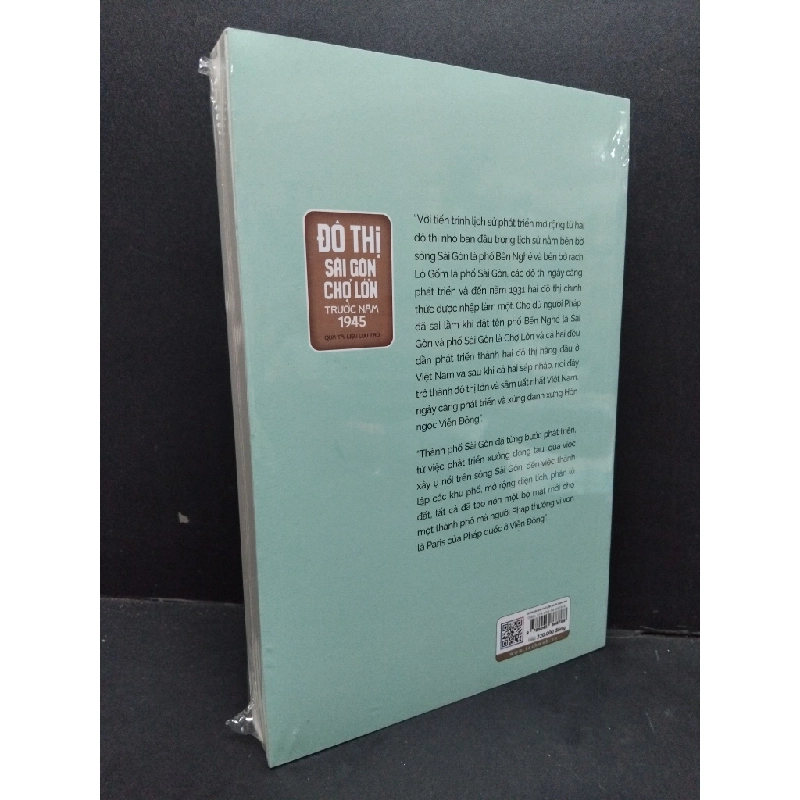 ĐÔ THỊ
SÀI GÒN
CHỢ LỚN
TRƯỚC NĂM
1945
QUA TƯ LIỆU LƯU TRỮ
"Với tiến trình lịch sử phát triển mở rộng từ hai
đô thị nhỏ ban đầu trong lịch sử nằm bên bờ
sông Sài Gòn là phố Bến Nghé và bên bờ rạch
Lò Gốm là phố Sài Gòn, các đô thị ngày càng
phát triển và đến năm 1931 hai đô thị chính
thức được nhập làm một. Cho dù người Pháp
đã sai lầm khi đặt tên phố Bến Nghé là Sài
Gòn và phố Sài Gòn là Chợ Lớn và cả hai đều
dần phát triển thành hai đô thị hàng đầu ở
Việt Nam và sau khi cả hai sáp nhập, nơi đây
trở thành đô thị lớn và sầm uất nhất Việt Nam,
ngày càng phát triển và xứng danh xưng Hòn
ngọc Viễn Đông."
"Thành phố Sài Gòn đã từng bước phát triển,
từ việc phát triển xưởng đóng tàu, qua việc
xây ụ nổi trên sông Sài Gòn, đến việc thành
lập các khu phố, mở rộng diện tích, phân lô
đất, tất cả đã tạo nên một bộ mặt mới cho
một thành phố mà người Pháp thường ví von
là Paris của Pháp quốc ở Viễn Đông."